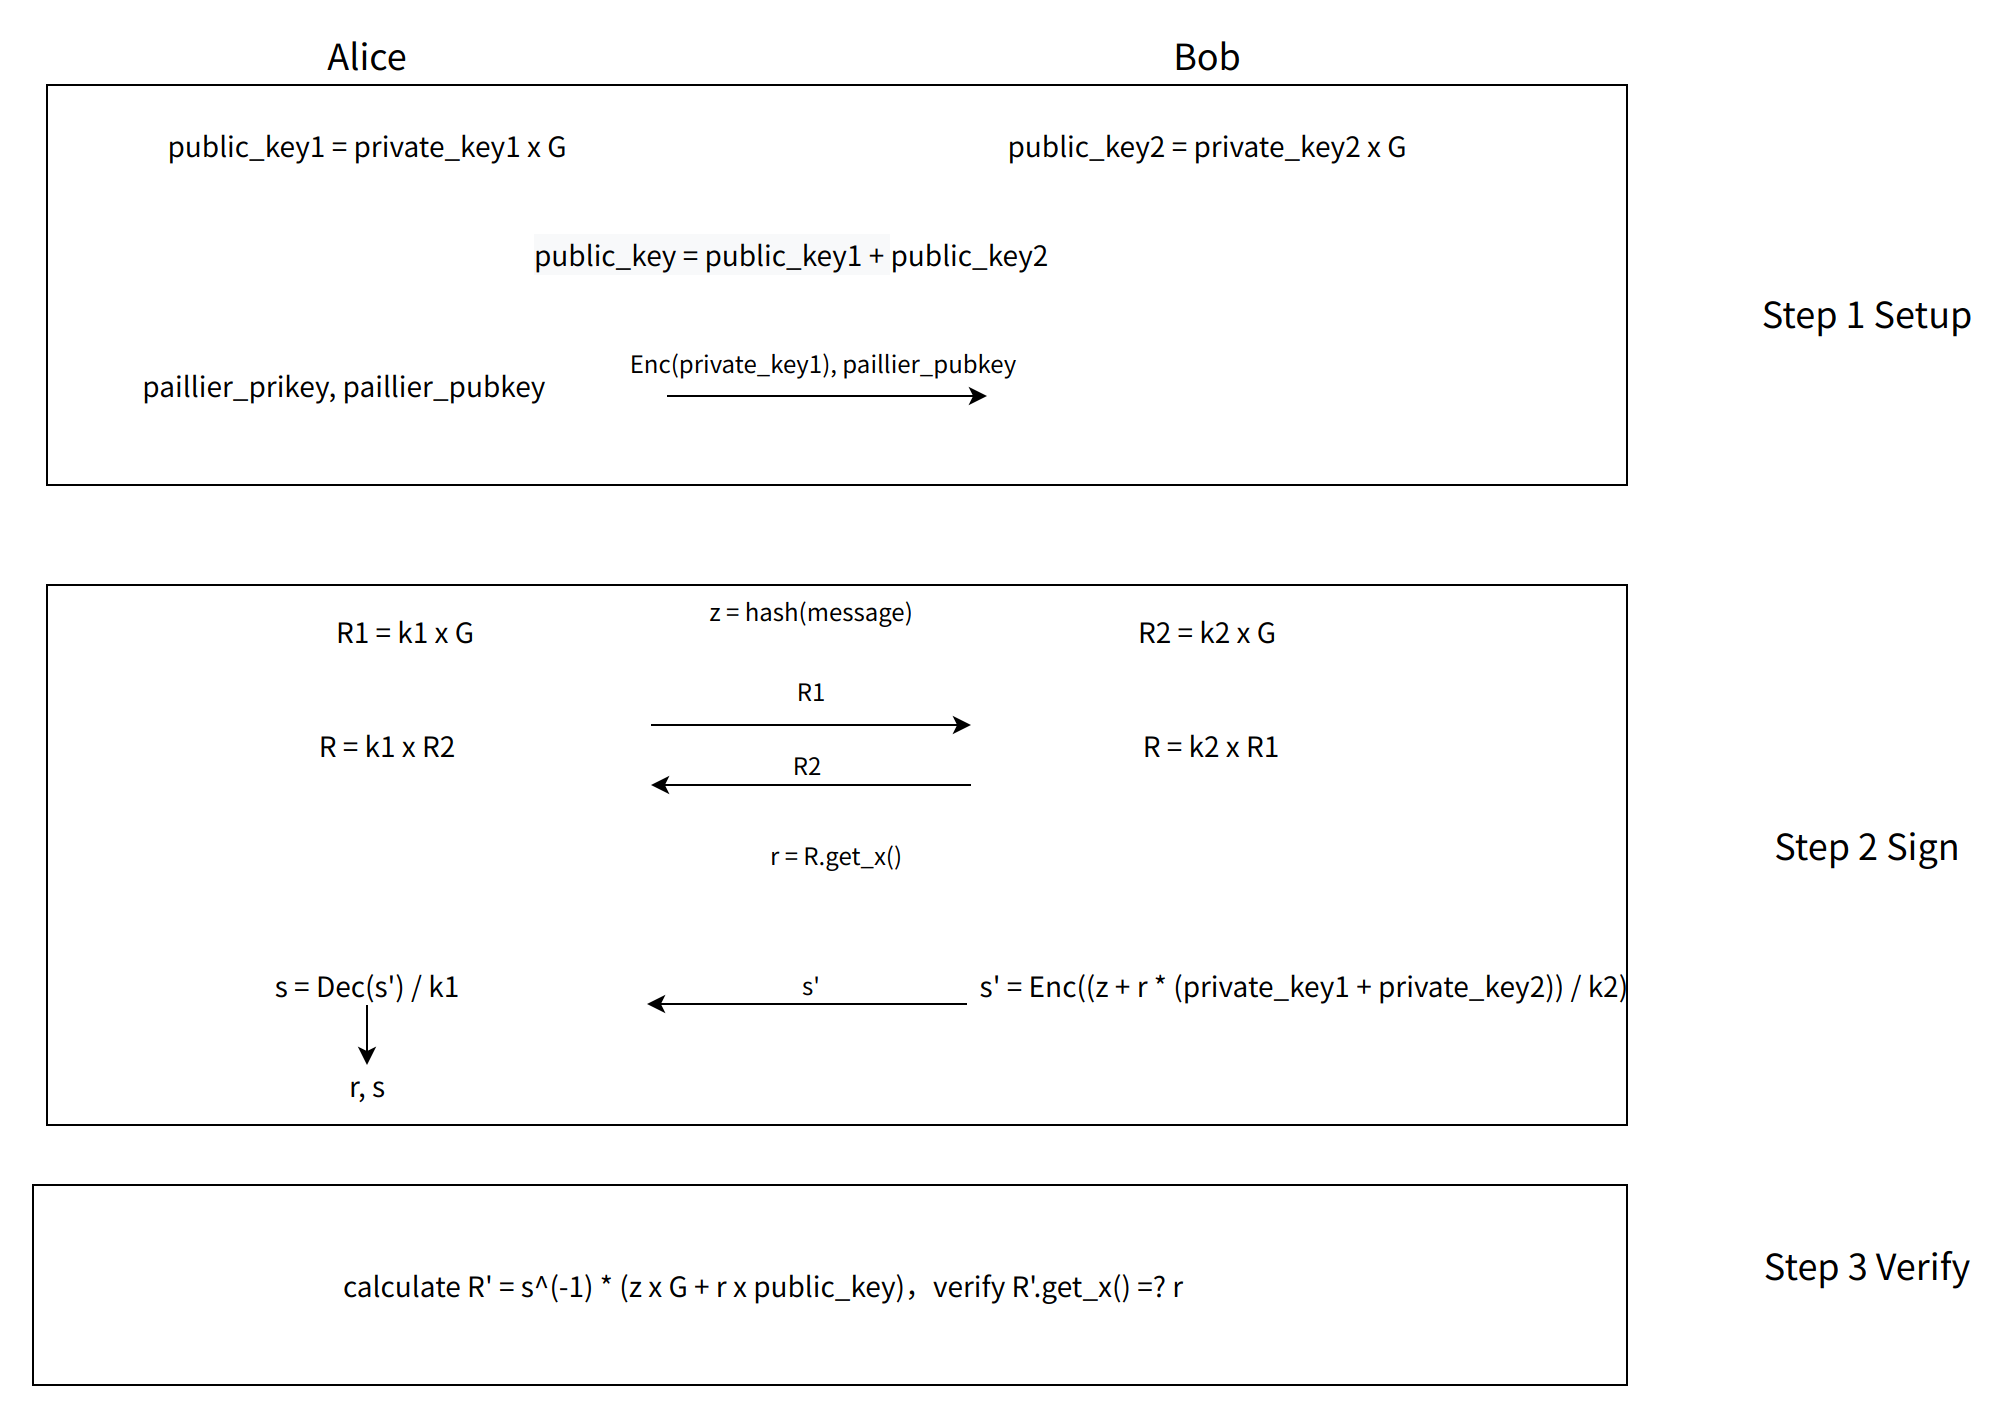 Alice
Bob
public_key1 = private_key1 x G
public_key2 = private_key2 x G
public_key = public_key1 + public_key2
Step 1 Setup
Enc(private_key1), paillier_pubkey
paillier_prikey, paillier_pubkey
z = hash(message)
R1 = k1 x G
R2 = k2 x G
R1
R = k1 x R2
R = k2 x R1
R2
r = R.get_x()
Step 2 Sign
s = Dec(s') / k1
s'
s' = Enc((z + r * (private_key1 + private_key2)) / k2)
r, s
calculate R' = s^(-1) * (z x G + r x public_key)，verify R'.get_x() =? r
Step 3 Verify